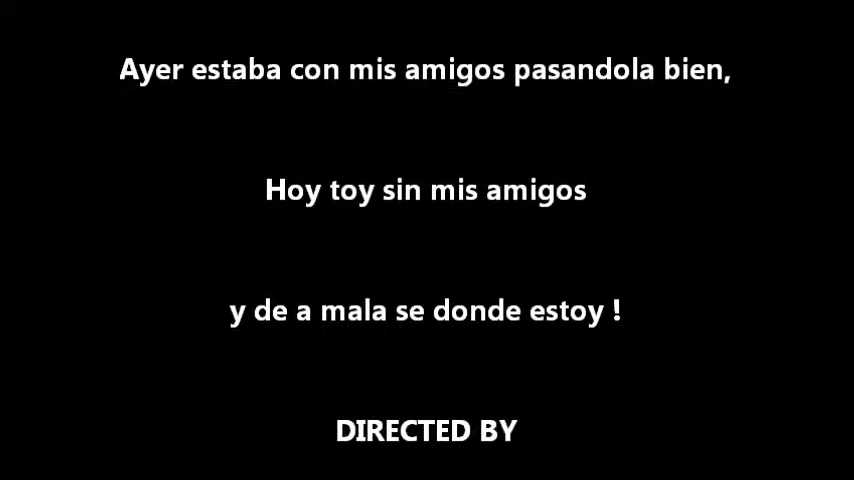 Ayer estaba con mis amigos pasandola bien,
Hoy toy sin mis amigos
y de a mala se donde estoy !
DIRECTED BY